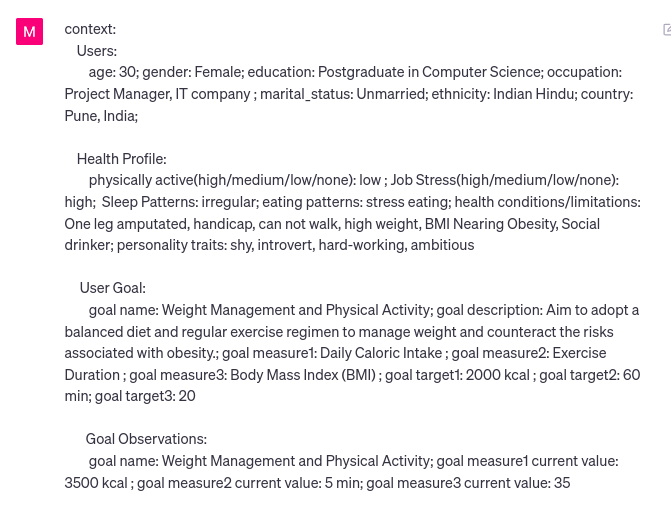 M
context:
Users:
age: 30; gender: Female; education: Postgraduate in Computer Science; occupation:
Project Manager, IT company ; marital_status: Unmarried; ethnicity: Indian Hindu; country:
Pune, India;
Health Profile:
physically active(high/medium/low/none): low ; Job Stress(high/medium/low/none):
high;  Sleep Patterns: irregular; eating patterns: stress eating; health conditions/limitations:
One leg amputated, handicap, can not walk, high weight, BMI Nearing Obesity, Social
drinker; personality traits: shy, introvert, hard-working, ambitious
User Goal:
goal name: Weight Management and Physical Activity; goal description: Aim to adopt a
balanced diet and regular exercise regimen to manage weight and counteract the risks
associated with obesity.; goal measure1: Daily Caloric Intake ; goal measure2: Exercise
Duration ; goal measure3: Body Mass Index (BMI) ; goal target1: 2000 kcal ; goal target2: 60
min; goal target3: 20
Goal Observations:
goal name: Weight Management and Physical Activity; goal measure1 current value:
3500 kcal ; goal measure2 current value: 5 min; goal measure3 current value: 35